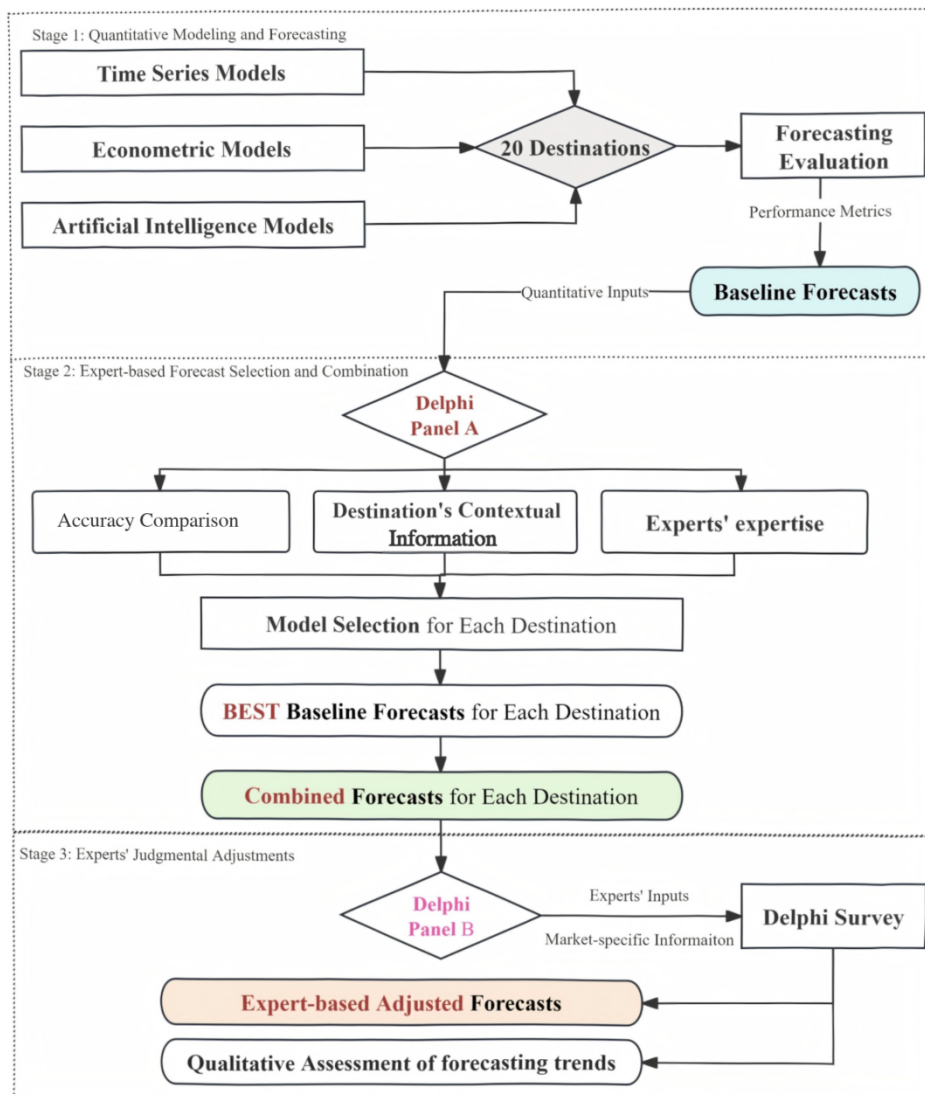 Stage 1: Quantitative Modeling and Forecasting
Time Series Models
Econometric Models
Artificial Intelligence Models
20 Destinations
Forecasting
Evaluation
Performance Metrics
Baseline Forecasts
Quantitative Inputs
Stage 2: Expert-based Forecast Selection and Combination
Delphi
Panel A
Accuracy Comparison
Destination's Contextual
Information
Experts' expertise
Model Selection for Each Destination
BEST Baseline Forecasts for Each Destination
Combined Forecasts for Each Destination
Stage 3: Experts' Judgmental Adjustments
Delphi
Panel B
Experts' Inputs
Market-specific Informaiton
Delphi Survey
Expert-based Adjusted Forecasts
Qualitative Assessment of forecasting trends